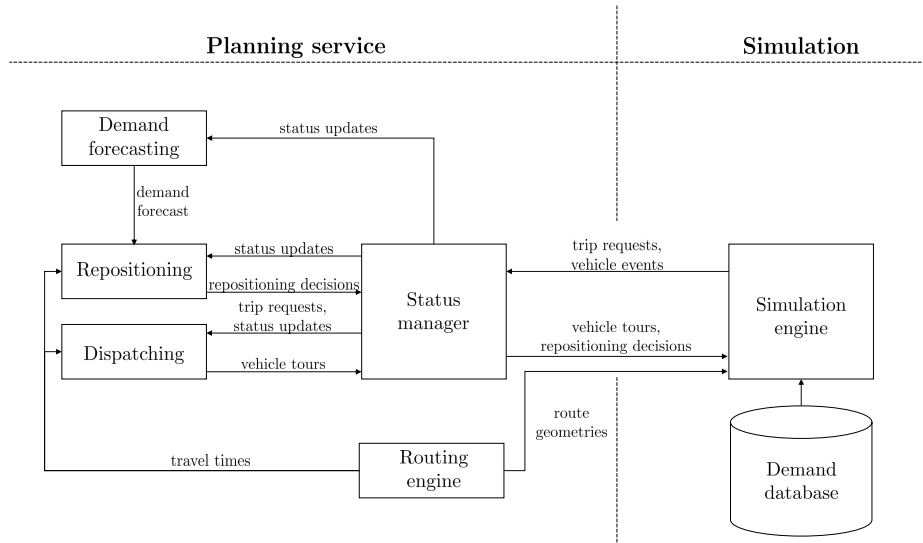 Planning service
Simulation
Demand
forecasting
status updates
demand
forecast
Repositioning
status updates
repositioning decisions
trip requests,
status updates
Dispatching
vehicle tours
Status
manager
trip requests,
vehicle events
vehicle tours,
repositioning decisions
Simulation
engine
route
geometries
travel times
Routing
engine
Demand
database